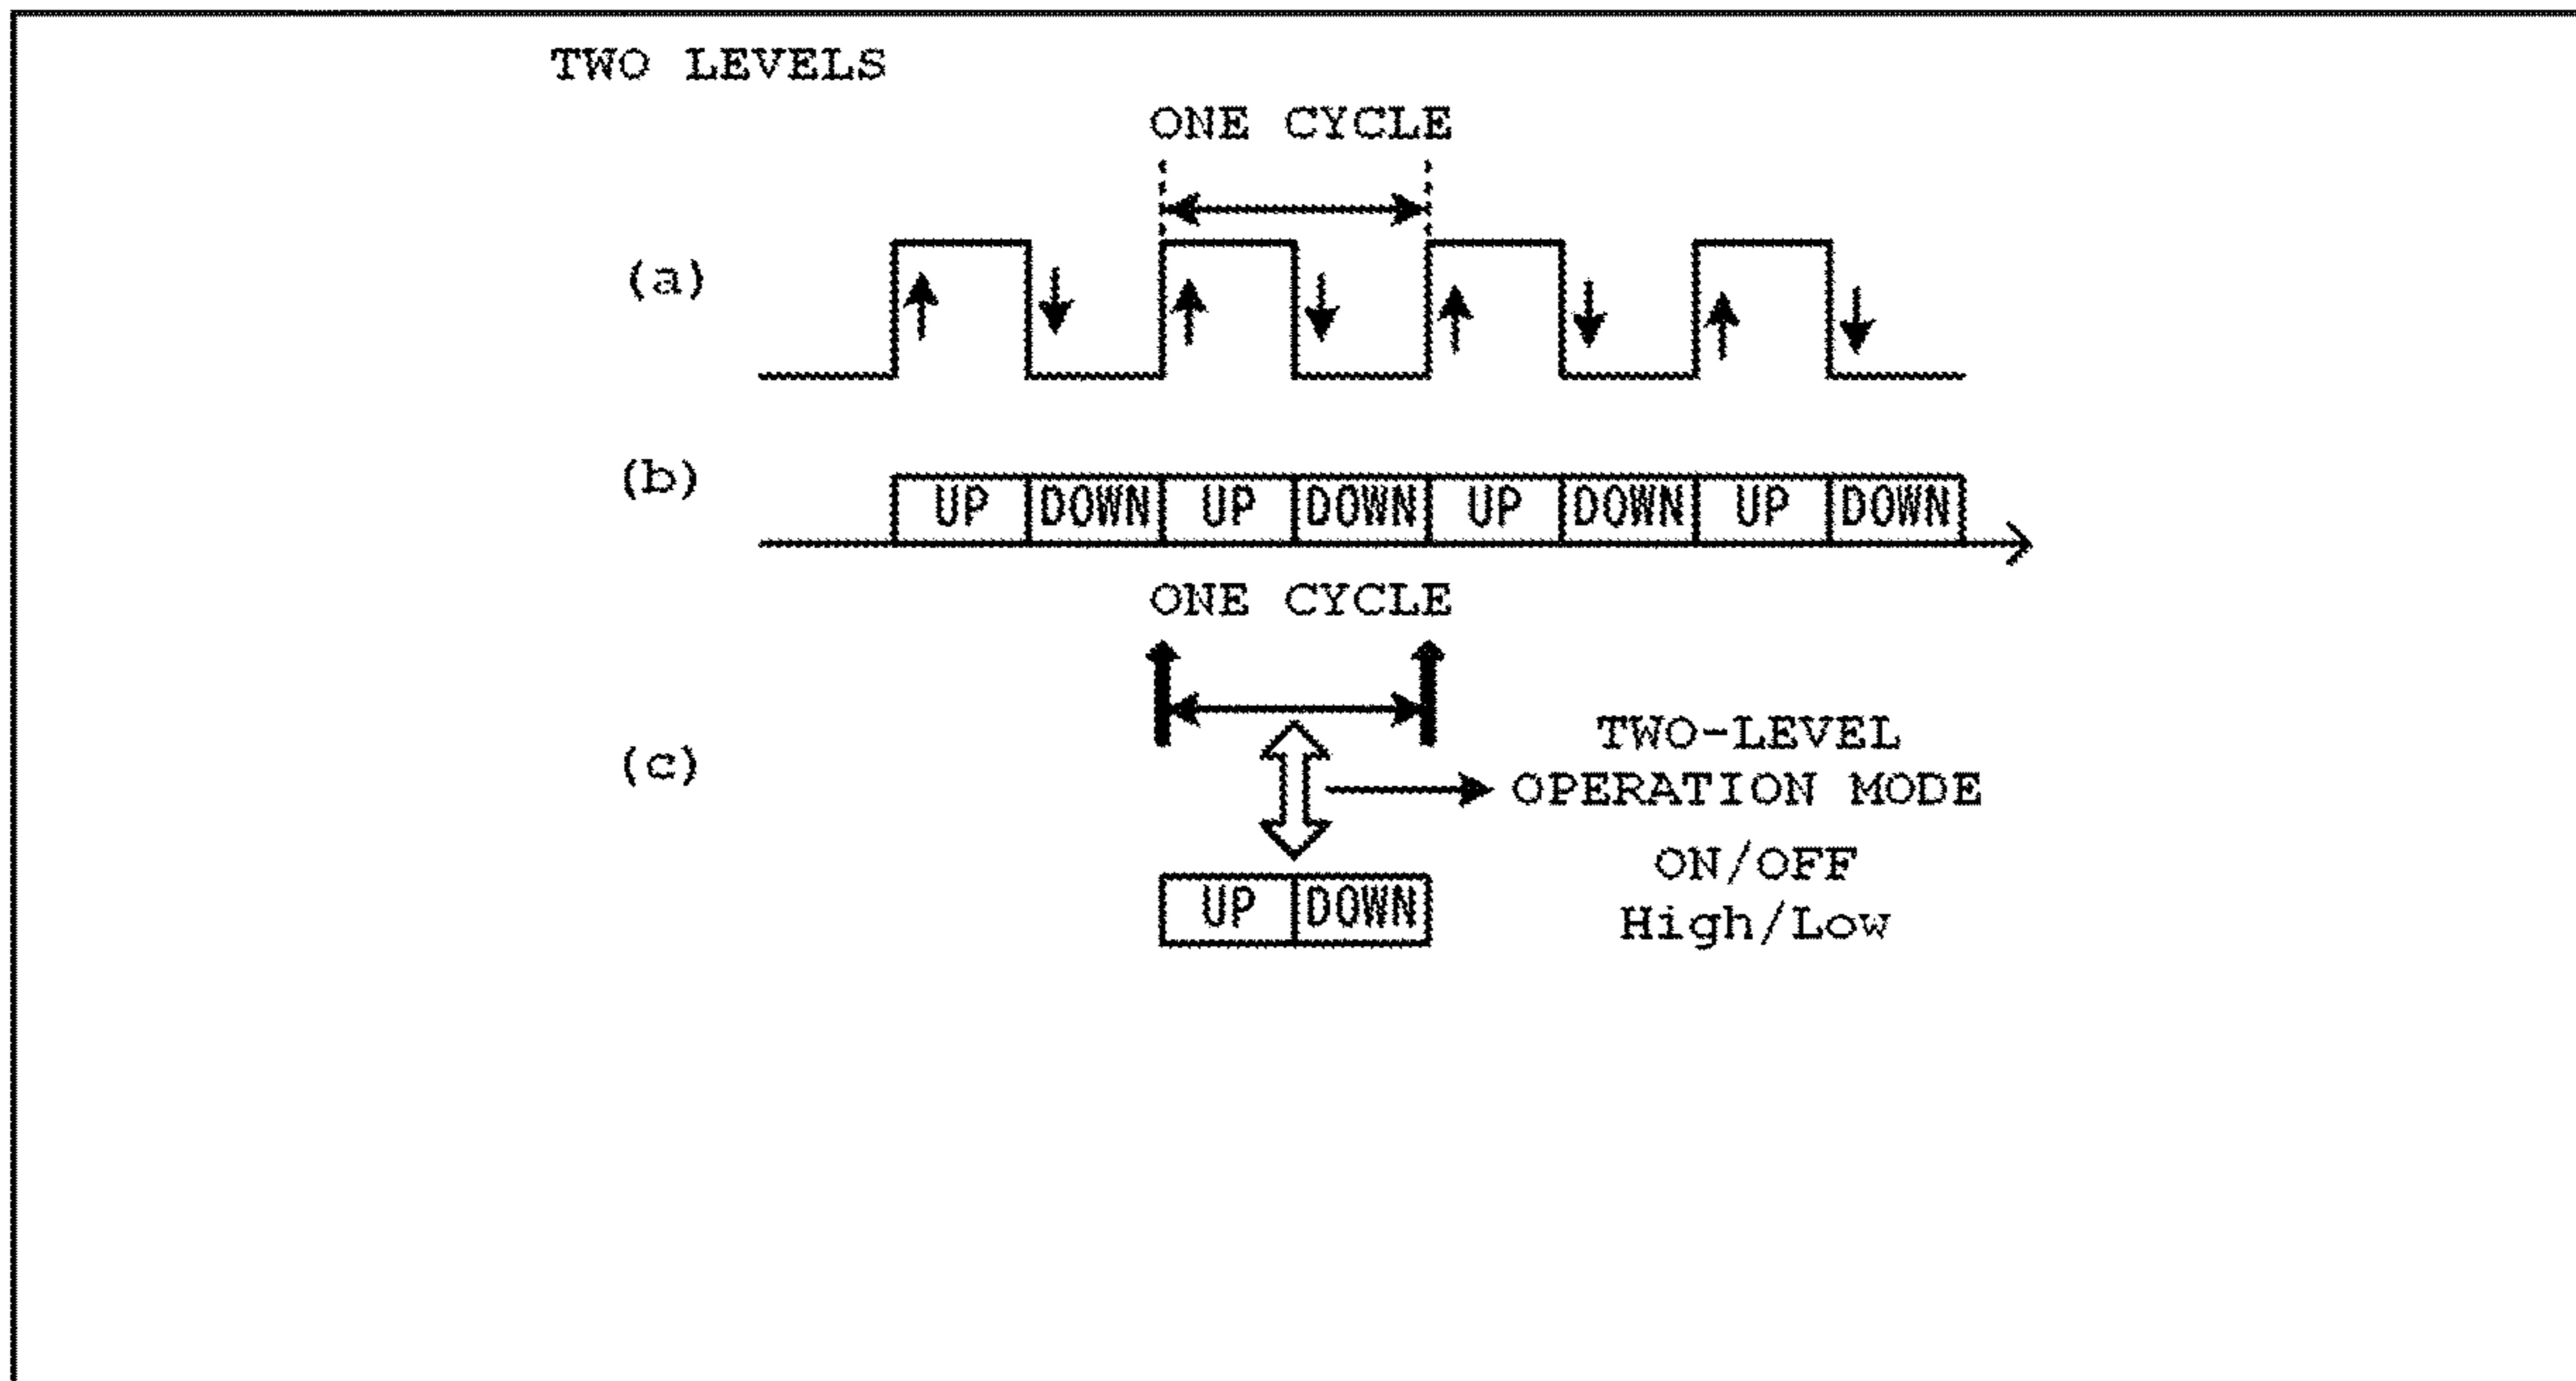 TWO LEVELS
ONE CYCLE
(a)
(b)
UP DOWN UP DOWN UP DOWN UP DOWN
ONE CYCLE
(c)
TWO-LEVEL
OPERATION MODE
ON/OFF
High/Low
UP DOWN